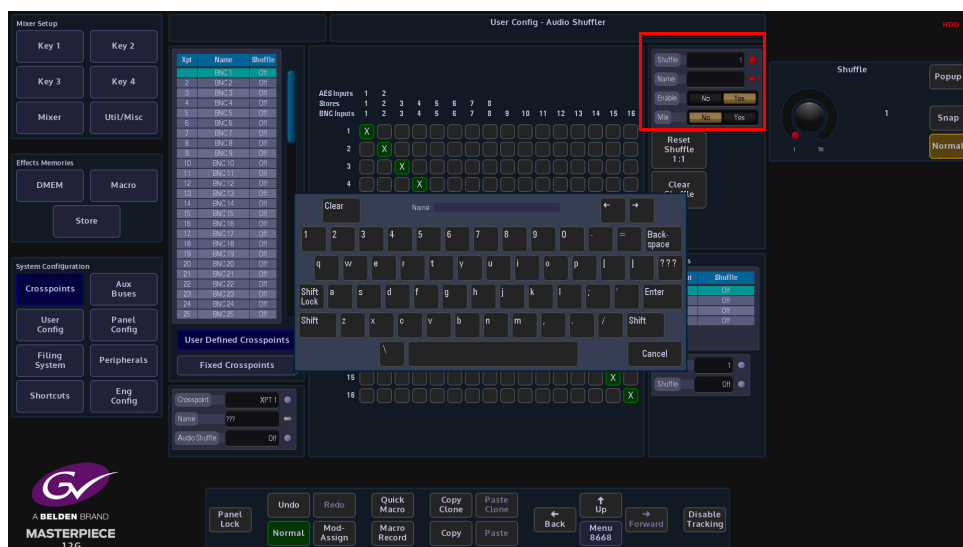 Mixer Setup
Key 1
Key 2
Key 3
Key 4
Mixer
Util/Misc
Effects Memories
DMEM
Macro
Store
System Configuration
Crosspoints
Aux Buses
User Config
Panel Config
Filing System
Peripherals
Shortcuts
Eng Config
GV
A BELDEN BRAND
MASTERPIECE
12G
User Config - Audio Shuffler
Xpt Name Shuffle
1 BNC 1 Off
2 BNC 2 Off
3 BNC 3 Off
4 BNC 4 Off
5 BNC 5 Off
6 BNC 6 Off
7 BNC 7 Off
8 BNC 8 Off
9 BNC 9 Off
10 BNC 10 Off
11 BNC 11 Off
12 BNC 12 Off
13 BNC 13 Off
14 BNC 14 Off
15 BNC 15 Off
16 BNC 16 Off
17 BNC 17 Off
18 BNC 18 Off
19 BNC 19 Off
20 BNC 20 Off
21 BNC 21 Off
22 BNC 22 Off
23 BNC 23 Off
24 BNC 24 Off
25 BNC 25 Off
User Defined Crosspoints
Fixed Crosspoints
Crosspoint XPT 1
Name ???
Audio Shuffle Off
AES Inputs 1 2
Stores 1 2 3 4 5 6 7 8
BNC Inputs 1 2 3 4 5 6 7 8 9 10 11 12 13 14 15 16
1 X
2 X
3 X
4 X
Clear
Name
← →
1 2 3 4 5 6 7 8 9 0 - = Back-space
q w e r t y u i o p [ ] ???
Shift Lock a s d f g h j k l ; ' Enter
Shift z x c v b n m , . / Shift
\ Cancel
15 X
16 X
Shuffle 1
Name
Enable No Yes
Mix No Yes
Reset Shuffle 1:1
Clear
Shuffle
Off
Off
Off
Off
1
Shuffle Off
HDD
Shuffle
1
1 50
Popup
Snap
Normal
Panel Lock
Undo
Redo
Quick Macro
Copy Clone
Paste Clone
Normal
Mod-Assign
Macro Record
Copy
Paste
← Back
↑ Up
Menu 8668
→ Forward
Disable Tracking